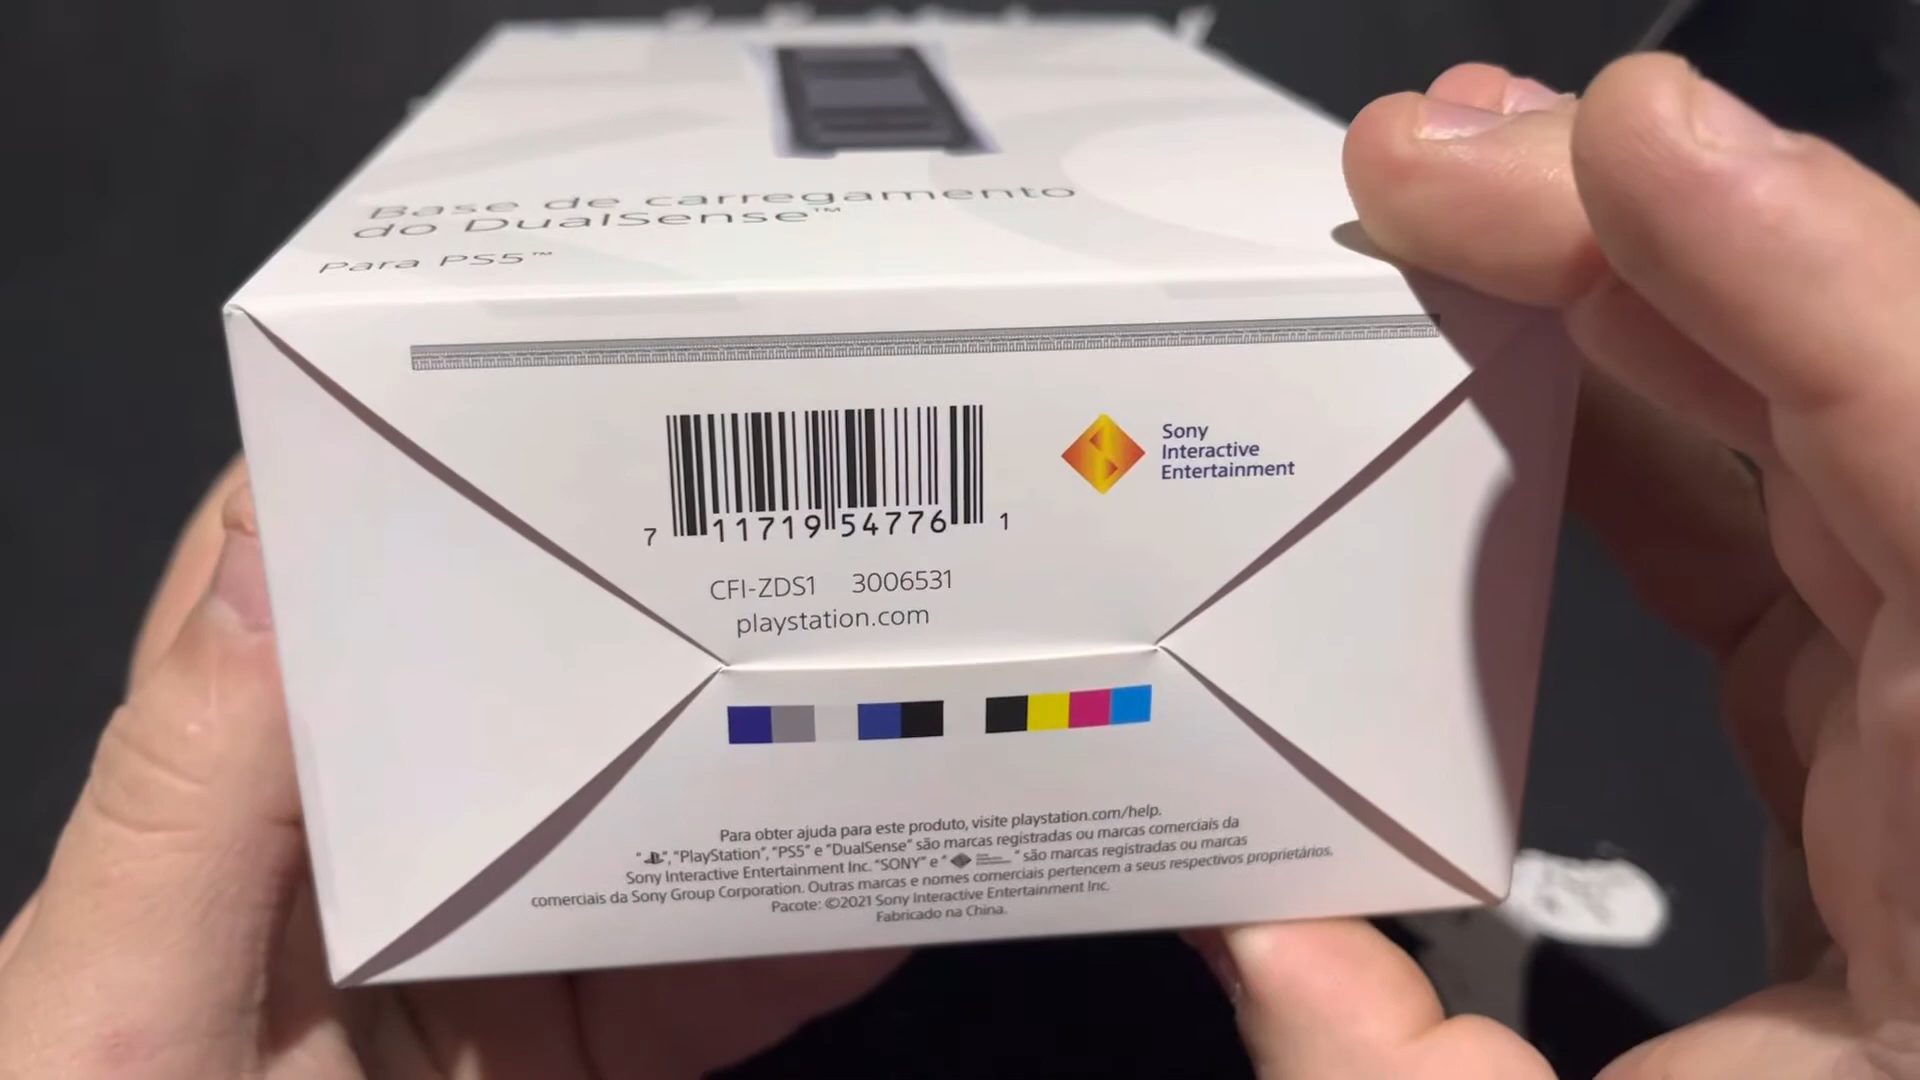 Base de carregamento
do DualSense™
Para PS5™
Sony
Interactive
Entertainment
7 11719 54776 1
CFI-ZDS1 3006531
playstation.com
Para obter ajuda para este produto, visite playstation.com/help.
" ", "PlayStation", "PS5" e "DualSense" são marcas registradas ou marcas comerciais da
Sony Interactive Entertainment Inc. "SONY" e " " são marcas registradas ou marcas
comerciais da Sony Group Corporation. Outras marcas e nomes comerciais pertencem a seus respectivos proprietários.
Pacote: ©2021 Sony Interactive Entertainment Inc.
Fabricado na China.